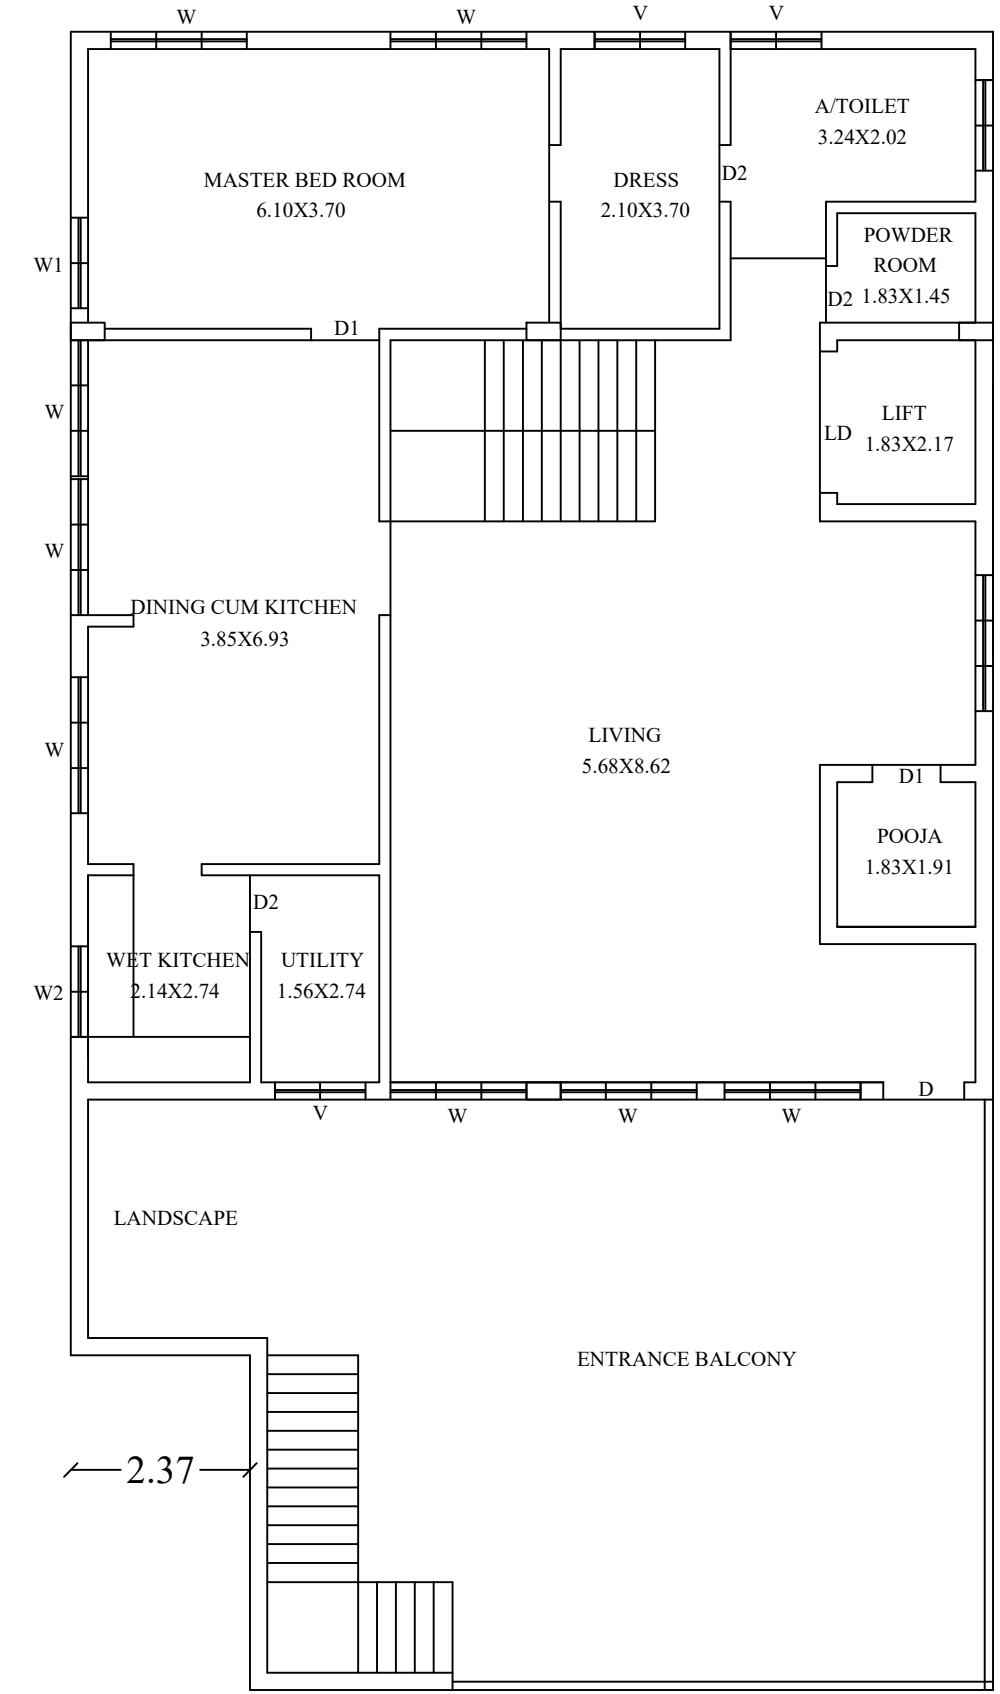 W
W
V
V
A/TOILET
3.24X2.02
MASTER BED ROOM
6.10X3.70
DRESS
2.10X3.70
D2
POWDER
ROOM
1.83X1.45
W1
D2
D1
W
LIFT
1.83X2.17
LD
W
DINING CUM KITCHEN
3.85X6.93
LIVING
5.68X8.62
W
D1
POOJA
1.83X1.91
D2
WET KITCHEN
2.14X2.74
UTILITY
1.56X2.74
W2
D
V
W
W
W
LANDSCAPE
ENTRANCE BALCONY
2.37